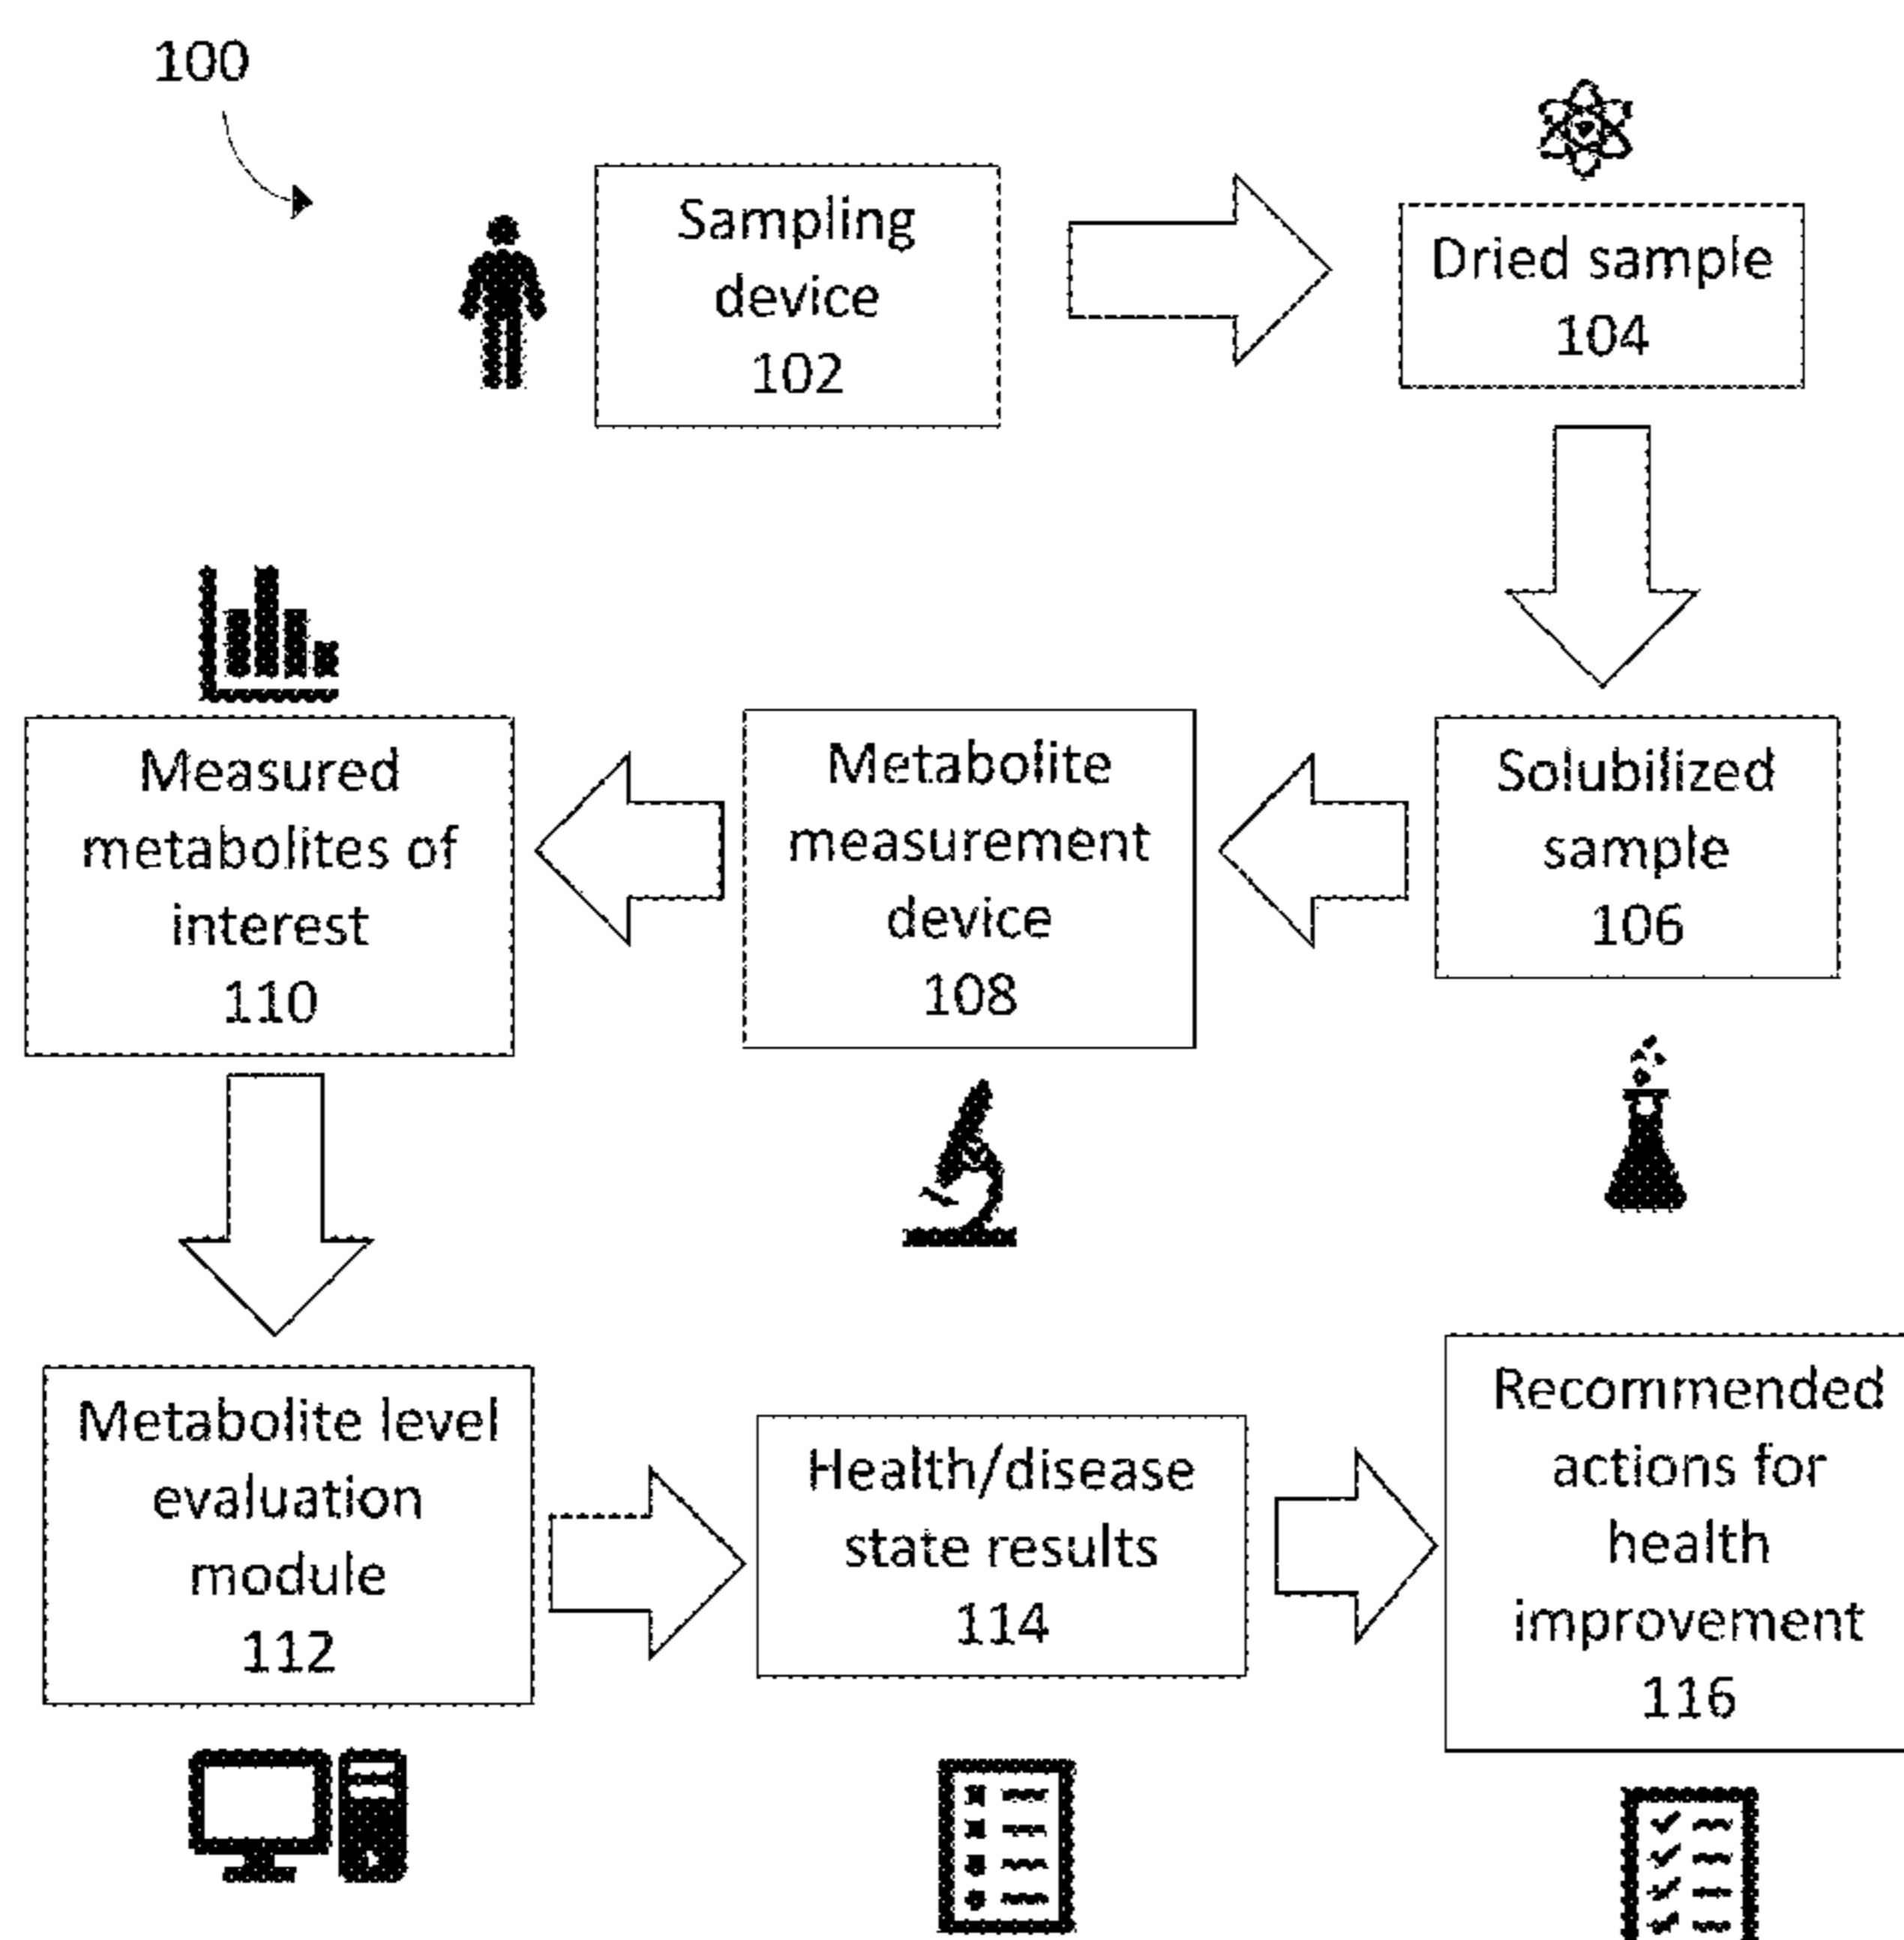 100
Sampling
device
102
Dried sample
104
Solubilized
sample
106
Metabolite
measurement
device
108
Measured
metabolites of
interest
110
Metabolite level
evaluation
module
112
Health/disease
state results
114
Recommended
actions for
health
improvement
116